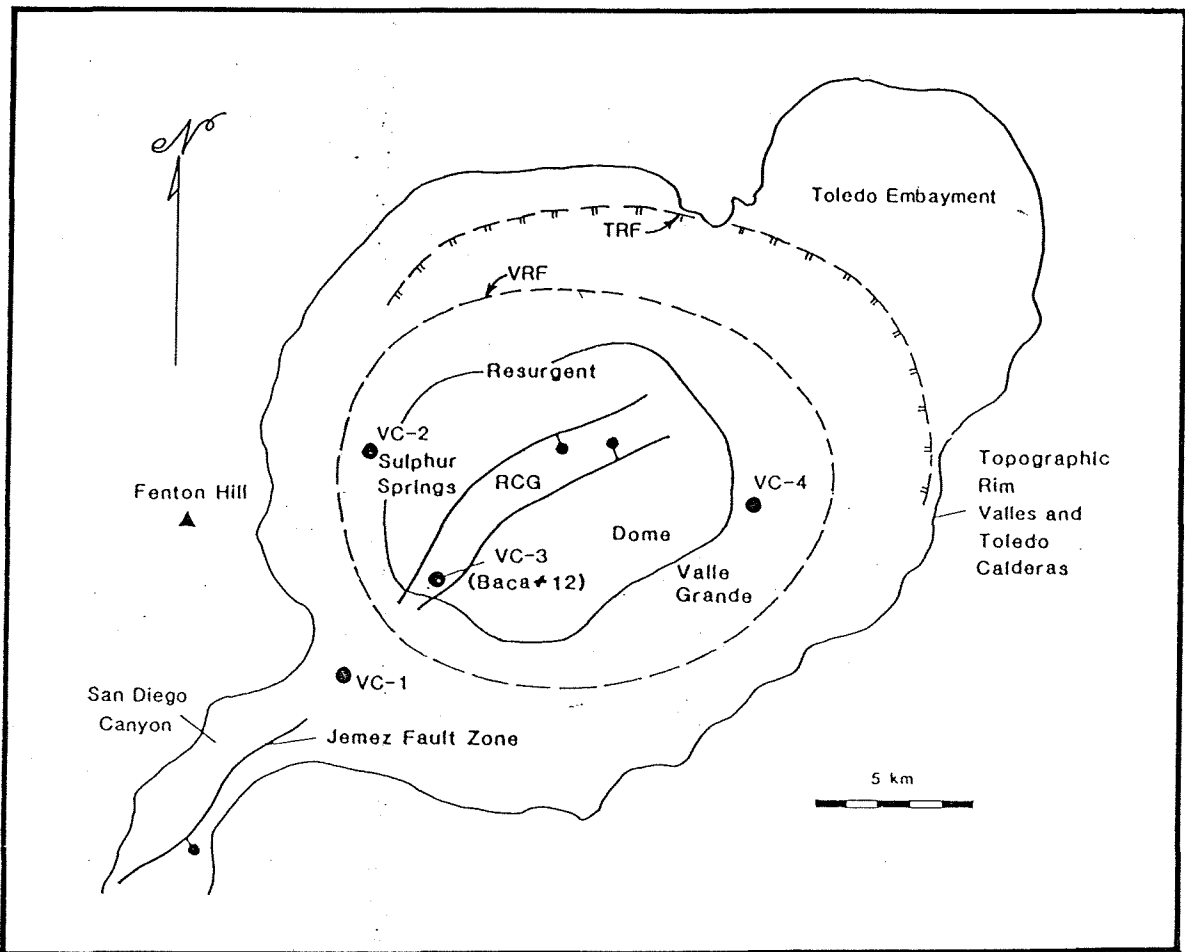 N
Toledo Embayment
TRF
VRF
Resurgent
VC-2
Sulphur
Springs
RCG
Fenton Hill
VC-4
Topographic
Rim
Valles and
Toledo
Calderas
Dome
VC-3
(Baca #12)
Valle
Grande
VC-1
San Diego
Canyon
Jemez Fault Zone
5 km